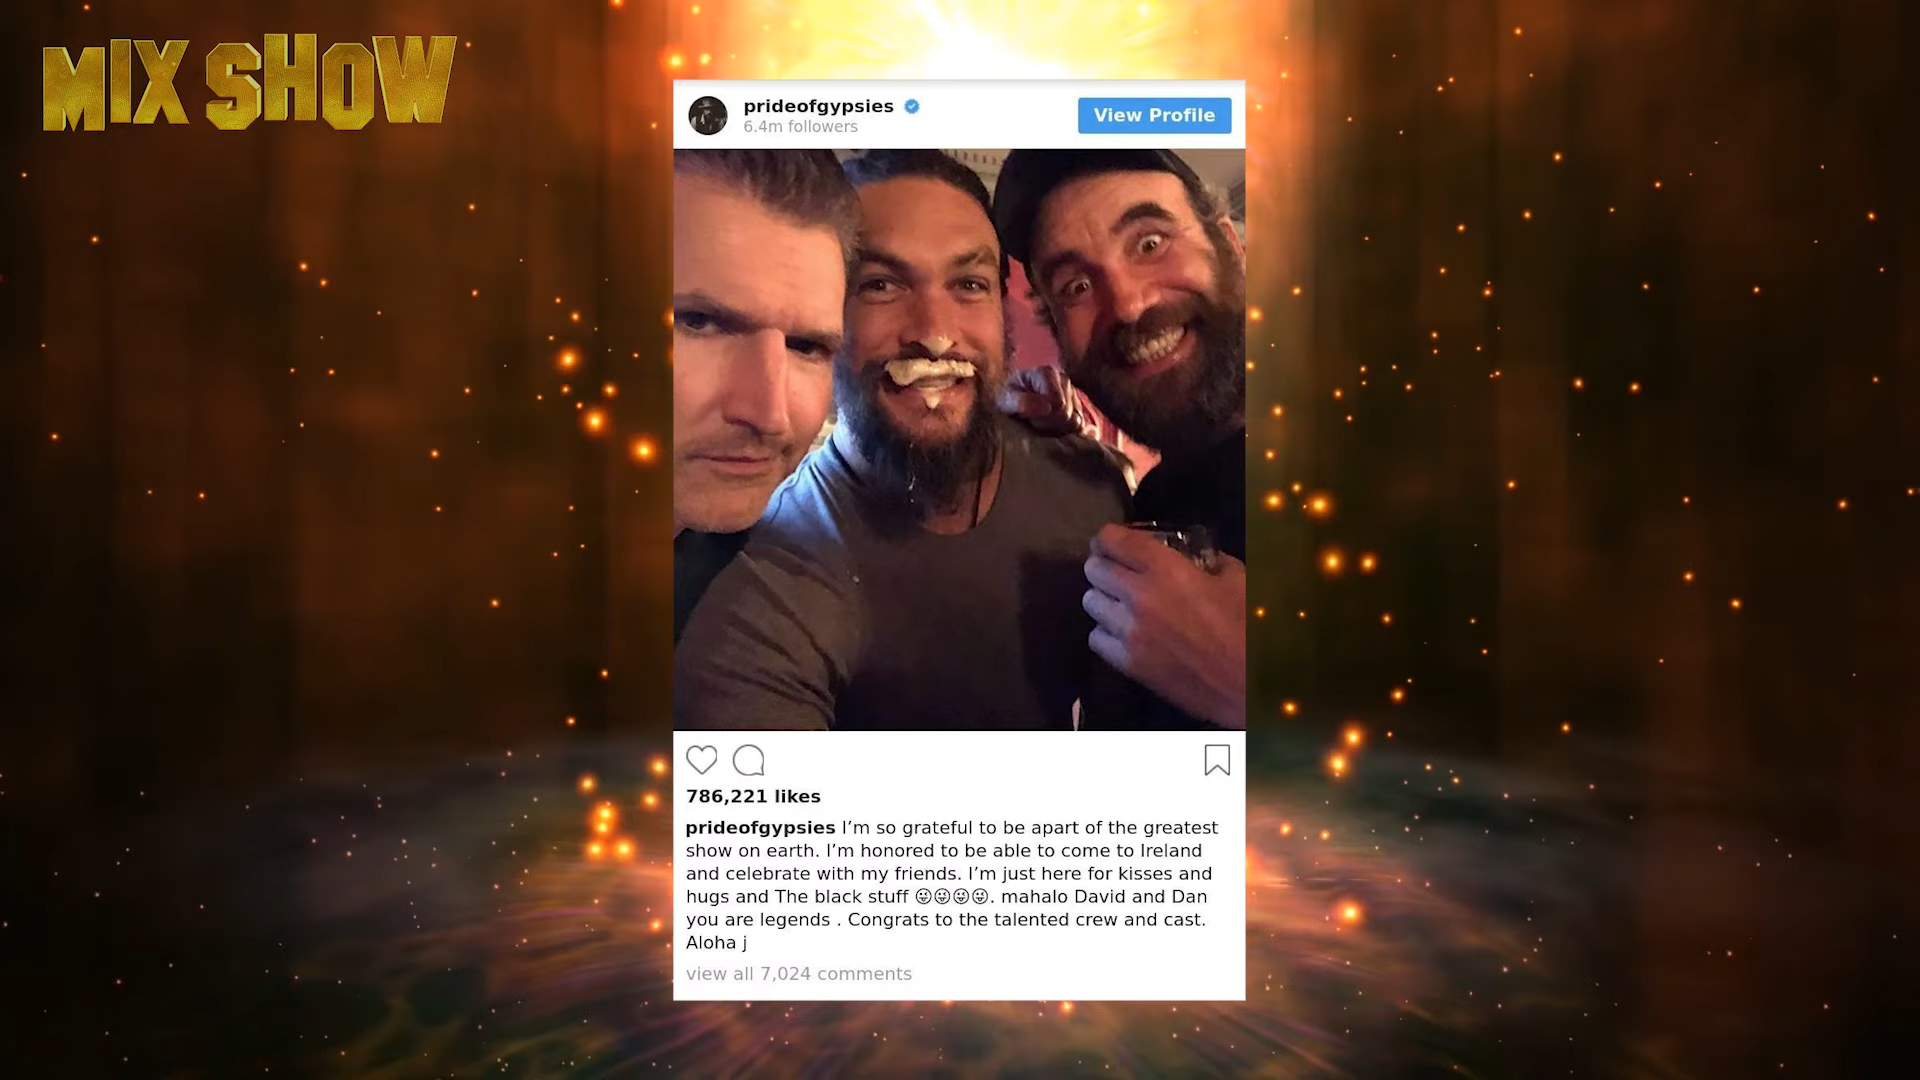 MIX SHOW
prideofgypsies
6.4m followers
View Profile
786,221 likes
prideofgypsies I’m so grateful to be apart of the greatest
show on earth. I’m honored to be able to come to Ireland
and celebrate with my friends. I’m just here for kisses and
hugs and The black stuff 😜😜😜😜. mahalo David and Dan
you are legends . Congrats to the talented crew and cast.
Aloha j
view all 7,024 comments